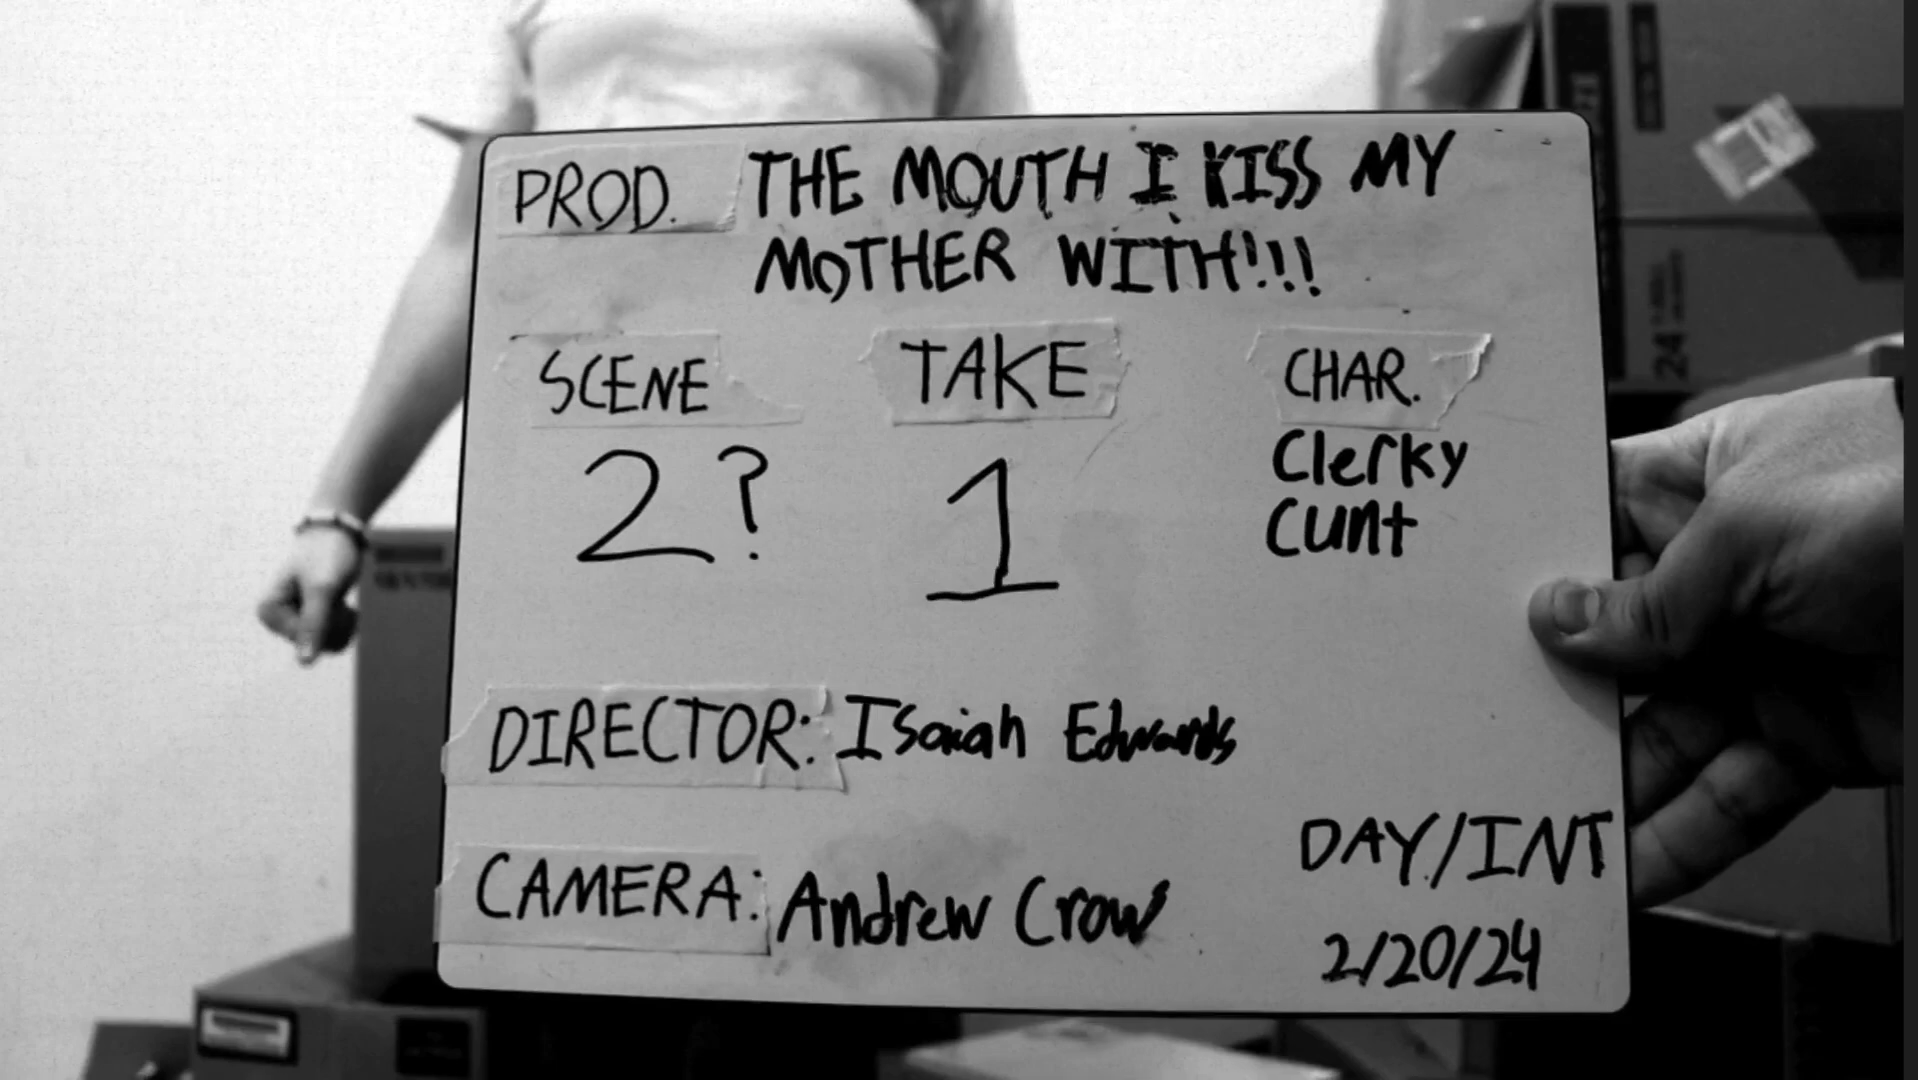 PROD. THE MOUTH I KISS MY
MOTHER WITH!!!
SCENE TAKE CHAR.
2? 1 Clerky
Cunt
DIRECTOR: Isaiah Edwards
CAMERA: Andrew Crow
DAY/INT
2/20/24
24